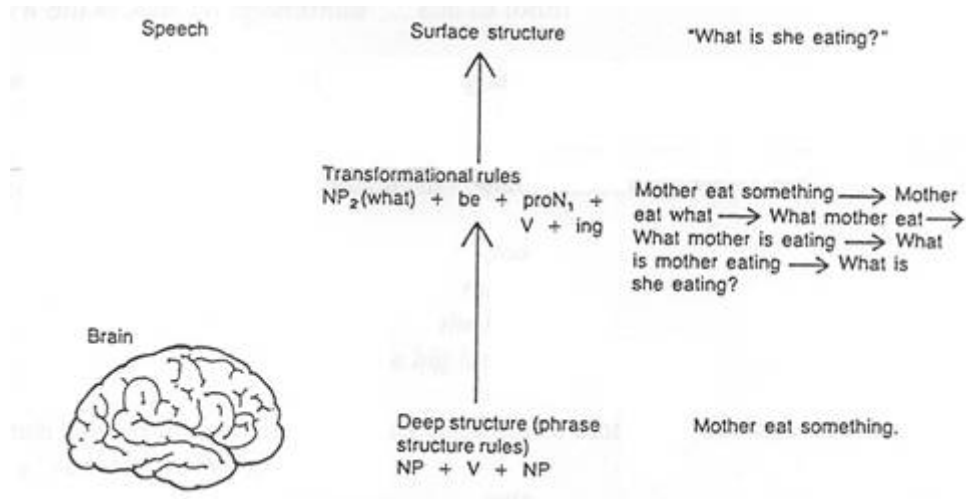 Speech
Surface structure
"What is she eating?"
Transformational rules
NP₂(what) + be + proN₁ +
V + ing
Mother eat something → Mother
eat what → What mother eat →
What mother is eating → What
is mother eating → What is
she eating?
Brain
Deep structure (phrase
structure rules)
NP + V + NP
Mother eat something.